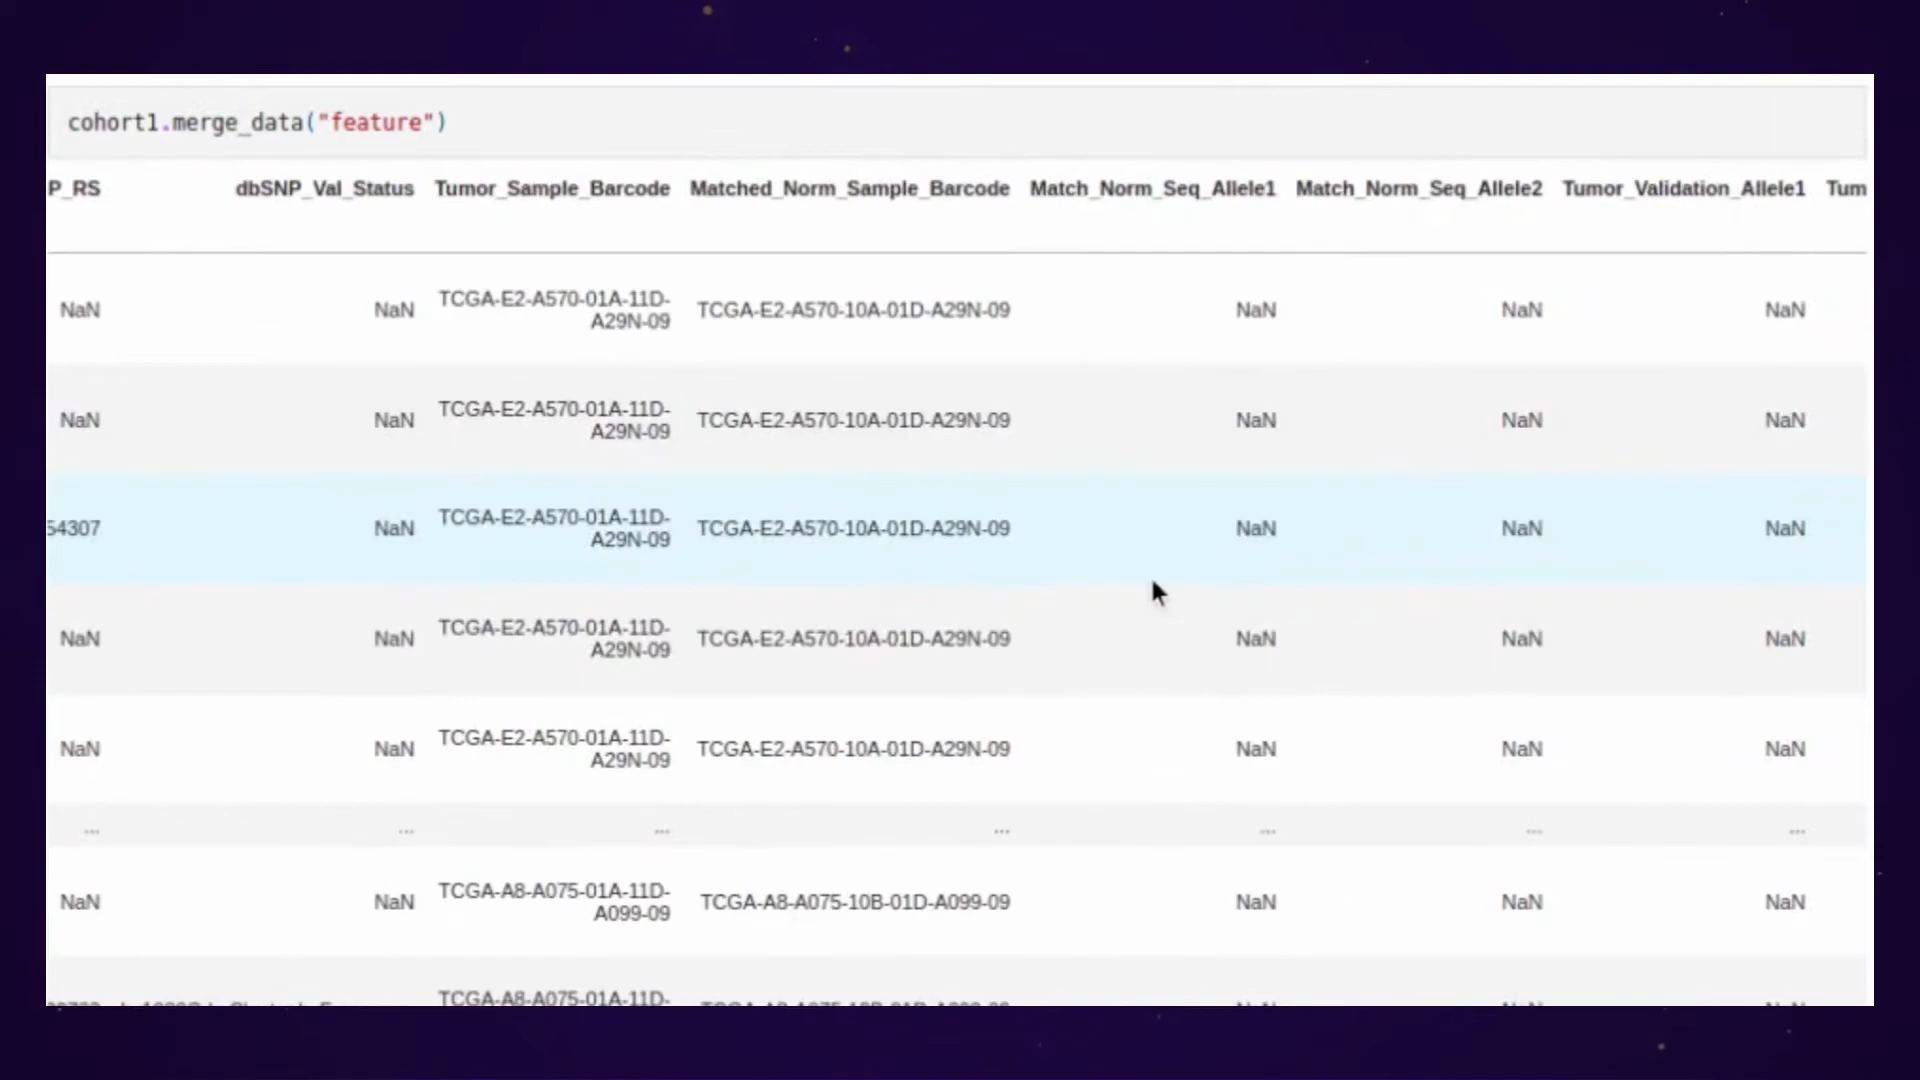 cohort1.merge_data("feature")
P_RS dbSNP_Val_Status Tumor_Sample_Barcode Matched_Norm_Sample_Barcode Match_Norm_Seq_Allele1 Match_Norm_Seq_Allele2 Tumor_Validation_Allele1 Tum
NaN NaN TCGA-E2-A570-01A-11D-
A29N-09 TCGA-E2-A570-10A-01D-A29N-09 NaN NaN NaN
NaN NaN TCGA-E2-A570-01A-11D-
A29N-09 TCGA-E2-A570-10A-01D-A29N-09 NaN NaN NaN
54307 NaN TCGA-E2-A570-01A-11D-
A29N-09 TCGA-E2-A570-10A-01D-A29N-09 NaN NaN NaN
NaN NaN TCGA-E2-A570-01A-11D-
A29N-09 TCGA-E2-A570-10A-01D-A29N-09 NaN NaN NaN
NaN NaN TCGA-E2-A570-01A-11D-
A29N-09 TCGA-E2-A570-10A-01D-A29N-09 NaN NaN NaN
... ... ... ... ... ... ...
NaN NaN TCGA-A8-A075-01A-11D-
A099-09 TCGA-A8-A075-10B-01D-A099-09 NaN NaN NaN
TCGA-A8-A075-01A-11D-